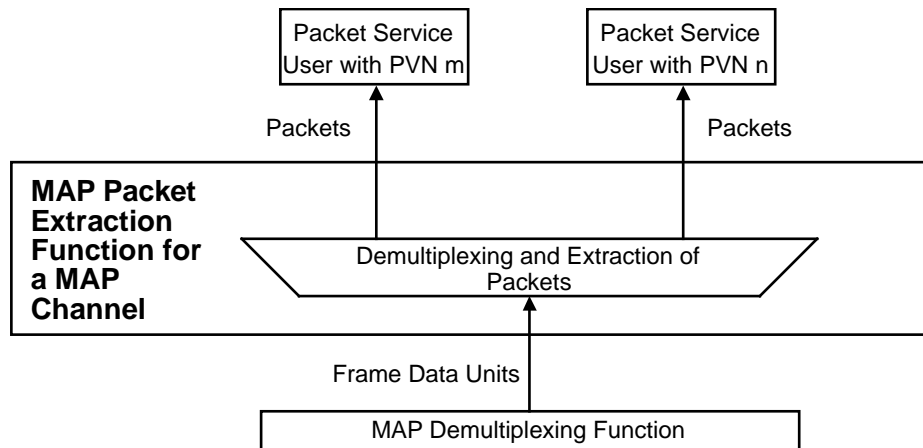 Packet Service
User with PVN m
Packet Service
User with PVN n
Packets
Packets
MAP Packet
Extraction
Function for
a MAP
Channel
Demultiplexing and Extraction of
Packets
Frame Data Units
MAP Demultiplexing Function